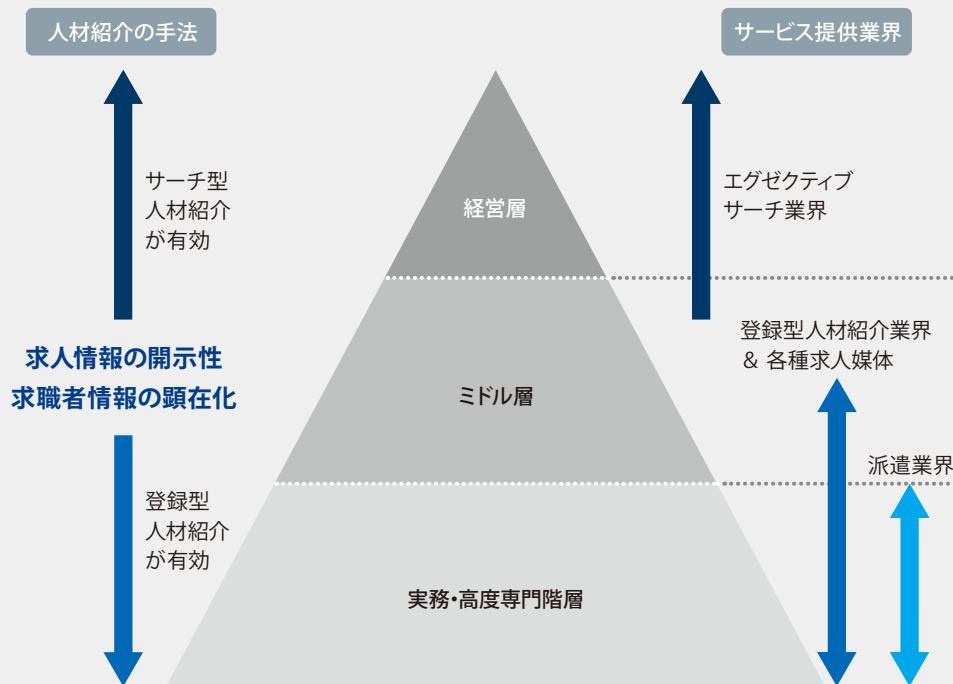 人材紹介の手法
サービス提供業界
サーチ型
人材紹介
が有効
経営層
エグゼクティブ
サーチ業界
求人情報の開示性
求職者情報の顕在化
登録型人材紹介業界
& 各種求人媒体
ミドル層
派遣業界
登録型
人材紹介
が有効
実務・高度専門階層